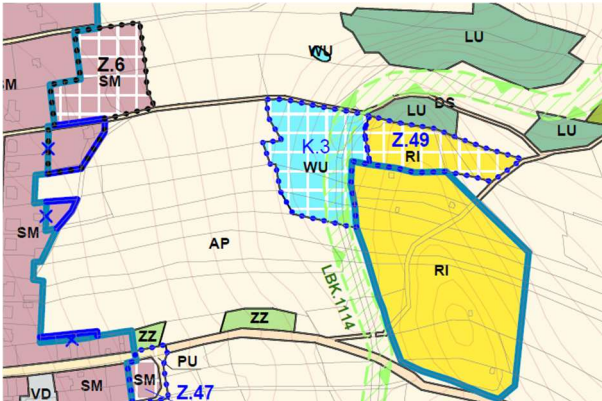 LU
WU
Z.6
SM
SM
LU
DS
LU
K.3
Z.49
WU
RI
SM
AP
RI
LBK.1114
ZZ
ZZ
PU
SM
SM
VD
Z.47